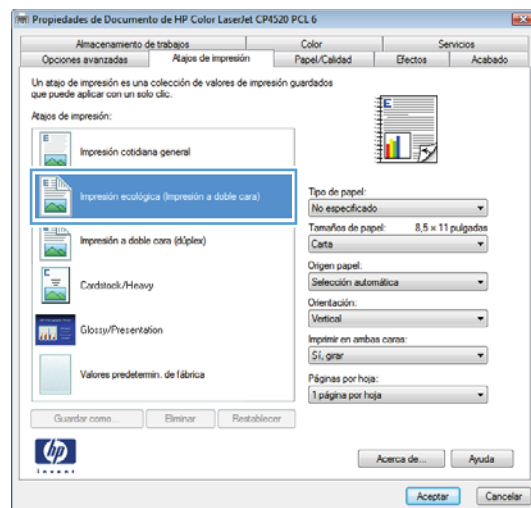 Propiedades de Documento de HP Color LaserJet CP4520 PCL 6
Almacenamiento de trabajos Color Servicios
Opciones avanzadas Atajos de impresión Papel/Calidad Efectos Acabado
Un atajo de impresión es una colección de valores de impresión guardados
que puede aplicar con un solo clic.
Atajos de impresión:
E
Impresión cotidiana general
E
Impresión ecológica (Impresión a doble cara)
Impresión a doble cara (dúplex)
Cardstock/Heavy
Glossy/Presentation
Valores predetermin. de fábrica
Guardar como... Eliminar Restablecer
E
Tipo de papel:
No especificado
Tamaños de papel: 8,5 × 11 pulgadas
Carta
Origen papel:
Selección automática
Orientación:
Vertical
Imprimir en ambas caras:
Sí, girar
Páginas por hoja:
1 página por hoja
hp
invent
Acerca de... Ayuda
Aceptar Cancelar